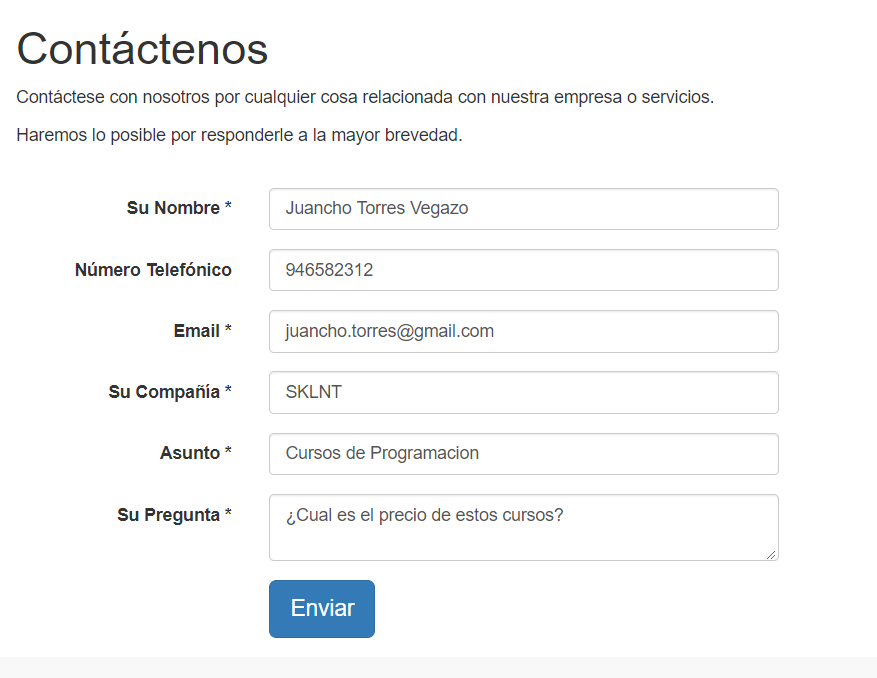 Contáctenos
Contáctese con nosotros por cualquier cosa relacionada con nuestra empresa o servicios.
Haremos lo posible por responderle a la mayor brevedad.
Su Nombre * Juancho Torres Vegazo
Número Telefónico 946582312
Email * juancho.torres@gmail.com
Su Compañía * SKLNT
Asunto * Cursos de Programacion
Su Pregunta * ¿Cual es el precio de estos cursos?
Enviar